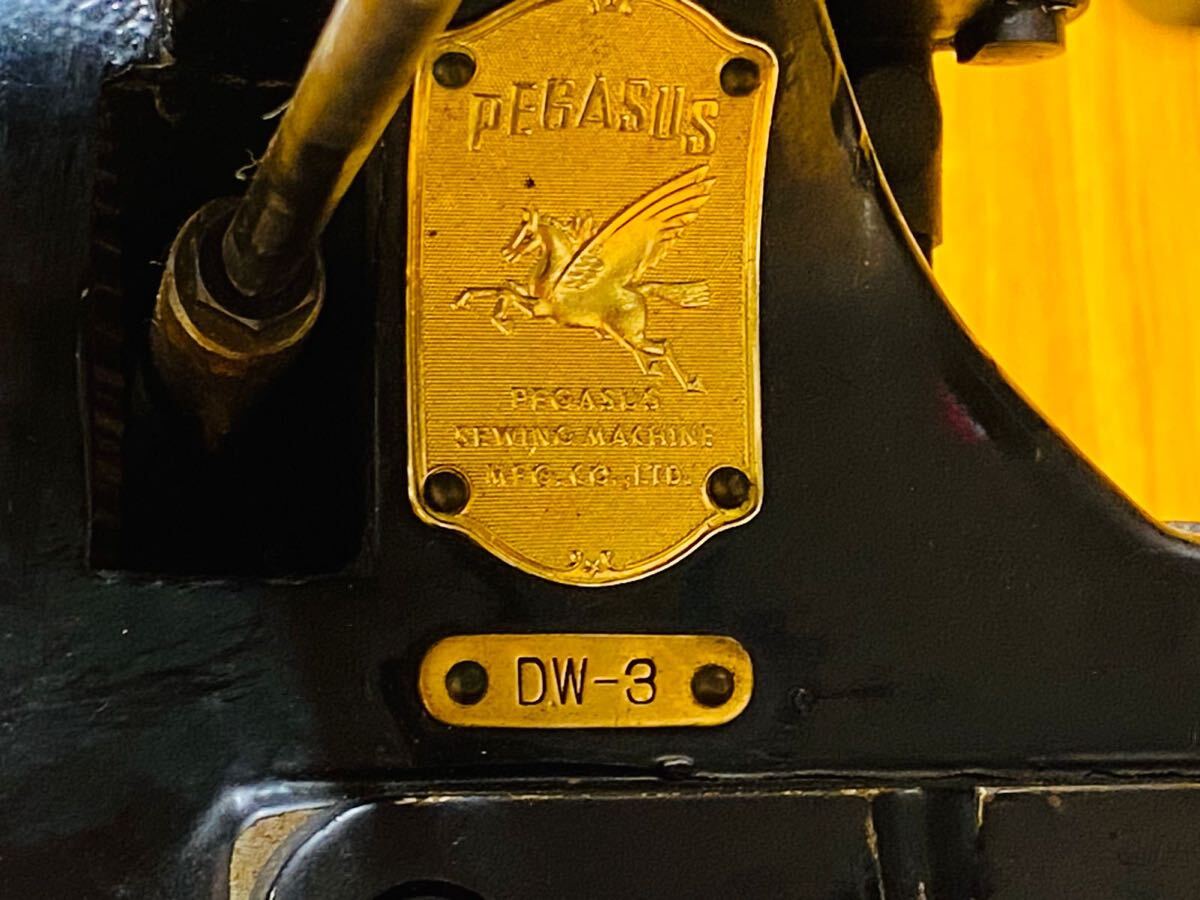 PEGASUS
PEGASUS
SEWING MACHINE
MFG. CO., LTD.
DW-3